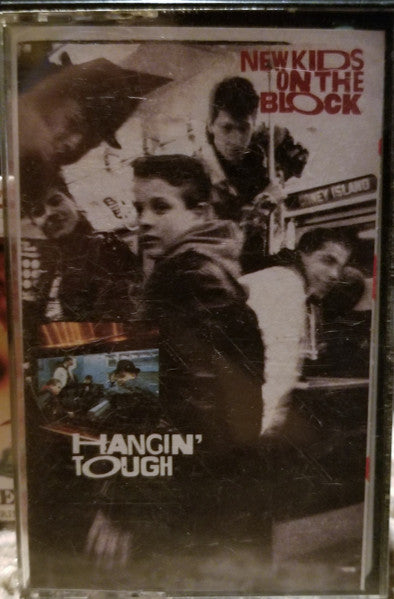 NEW KIDS
ON THE
BLOCK
CONEY ISLAND
HANGIN'
TOUGH